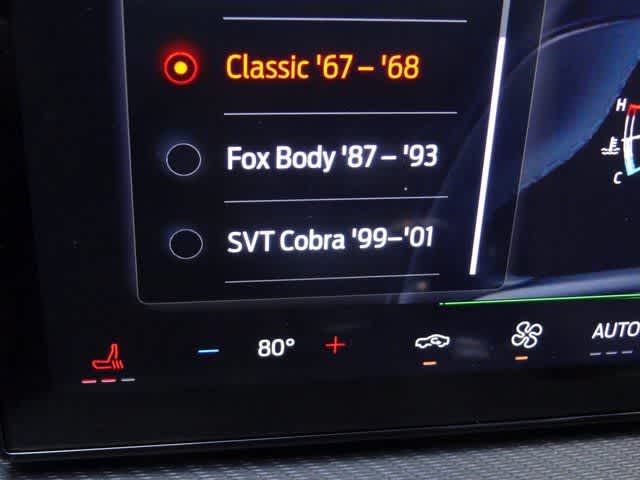 Classic '67 – '68
Fox Body '87 – '93
SVT Cobra '99–'01
H
C
− 80° +
AUTO